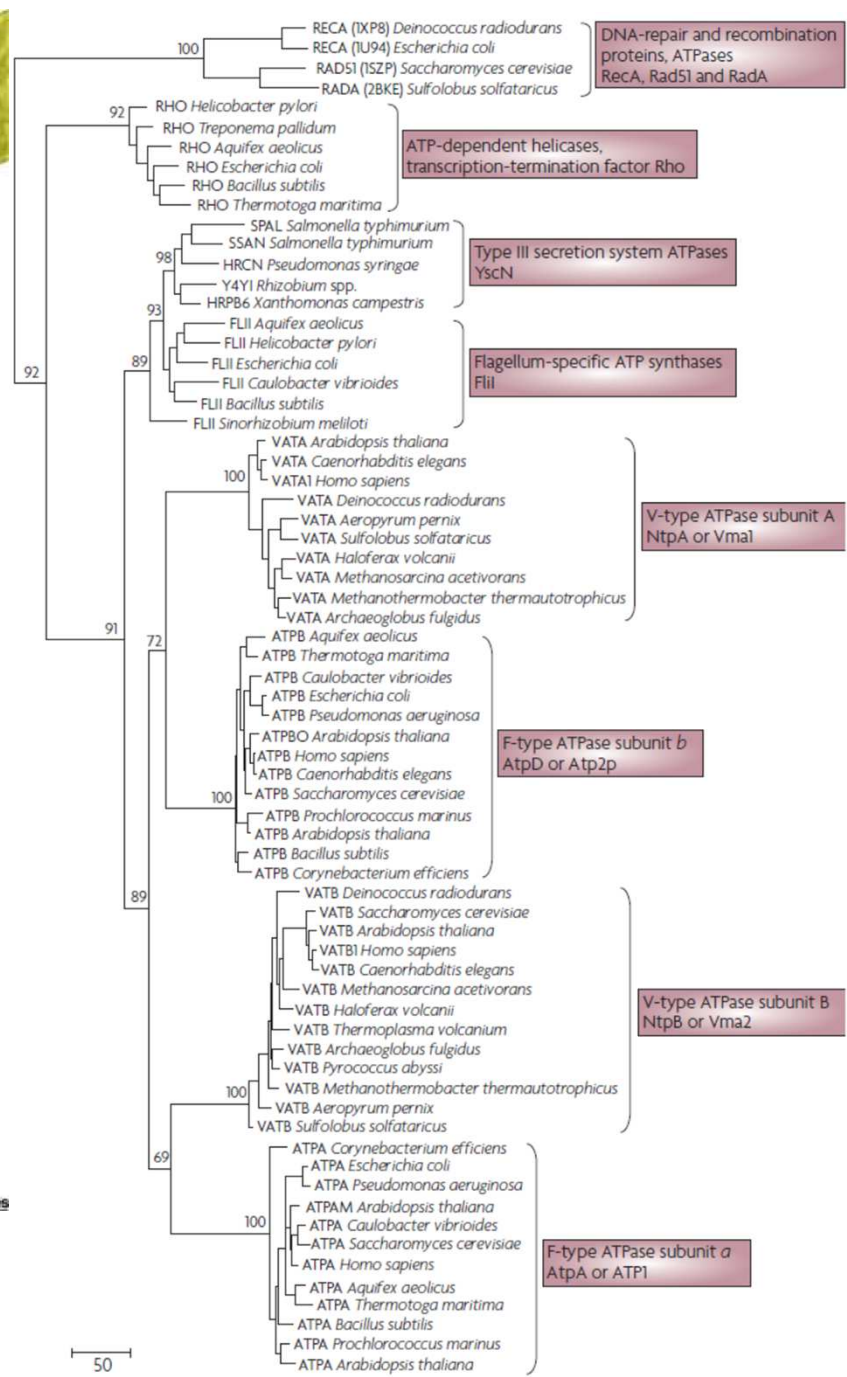 100
RECA (1XP8) Deinococcus radiodurans
RECA (1U94) Escherichia coli
RAD51 (1SZP) Saccharomyces cerevisiae
RADA (2BKE) Sulfolobus solfataricus
DNA-repair and recombination
proteins, ATPases
RecA, Rad51 and RadA
92
RHO Helicobacter pylori
RHO Treponema pallidum
RHO Aquifex aeolicus
RHO Escherichia coli
RHO Bacillus subtilis
RHO Thermotoga maritima
ATP-dependent helicases,
transcription-termination factor Rho
SPAL Salmonella typhimurium
SSAN Salmonella typhimurium
98
HRCN Pseudomonas syringae
Y4YI Rhizobium spp.
HRPB6 Xanthomonas campestris
Type III secretion system ATPases
YscN
93
FLII Aquifex aeolicus
FLII Helicobacter pylori
89
FLII Escherichia coli
92
FLII Caulobacter vibrioides
FLII Bacillus subtilis
FLII Sinorhizobium meliloti
Flagellum-specific ATP synthases
FliI
VATA Arabidopsis thaliana
VATA Caenorhabditis elegans
100
VATA1 Homo sapiens
VATA Deinococcus radiodurans
VATA Aeropyrum pernix
VATA Sulfolobus solfataricus
VATA Haloferax volcanii
VATA Methanosarcina acetivorans
VATA Methanothermobacter thermautotrophicus
VATA Archaeoglobus fulgidus
V-type ATPase subunit A
NtpA or Vma1
91
72
ATPB Aquifex aeolicus
ATPB Thermotoga maritima
ATPB Caulobacter vibrioides
ATPB Escherichia coli
ATPB Pseudomonas aeruginosa
ATPBO Arabidopsis thaliana
ATPB Homo sapiens
ATPB Caenorhabditis elegans
100
ATPB Saccharomyces cerevisiae
ATPB Prochlorococcus marinus
ATPB Arabidopsis thaliana
ATPB Bacillus subtilis
ATPB Corynebacterium efficiens
F-type ATPase subunit b
AtpD or Atp2p
89
VATB Deinococcus radiodurans
VATB Saccharomyces cerevisiae
VATB Arabidopsis thaliana
VATB1 Homo sapiens
VATB Caenorhabditis elegans
VATB Methanosarcina acetivorans
VATB Haloferax volcanii
VATB Thermoplasma volcanium
VATB Archaeoglobus fulgidus
VATB Pyrococcus abyssi
100
VATB Methanothermobacter thermautotrophicus
VATB Aeropyrum pernix
VATB Sulfolobus solfataricus
V-type ATPase subunit B
NtpB or Vma2
69
ATPA Corynebacterium efficiens
ATPA Escherichia coli
ATPA Pseudomonas aeruginosa
ATPAM Arabidopsis thaliana
100
ATPA Caulobacter vibrioides
ATPA Saccharomyces cerevisiae
ATPA Homo sapiens
ATPA Aquifex aeolicus
ATPA Thermotoga maritima
ATPA Bacillus subtilis
ATPA Prochlorococcus marinus
ATPA Arabidopsis thaliana
F-type ATPase subunit a
AtpA or ATP1
50